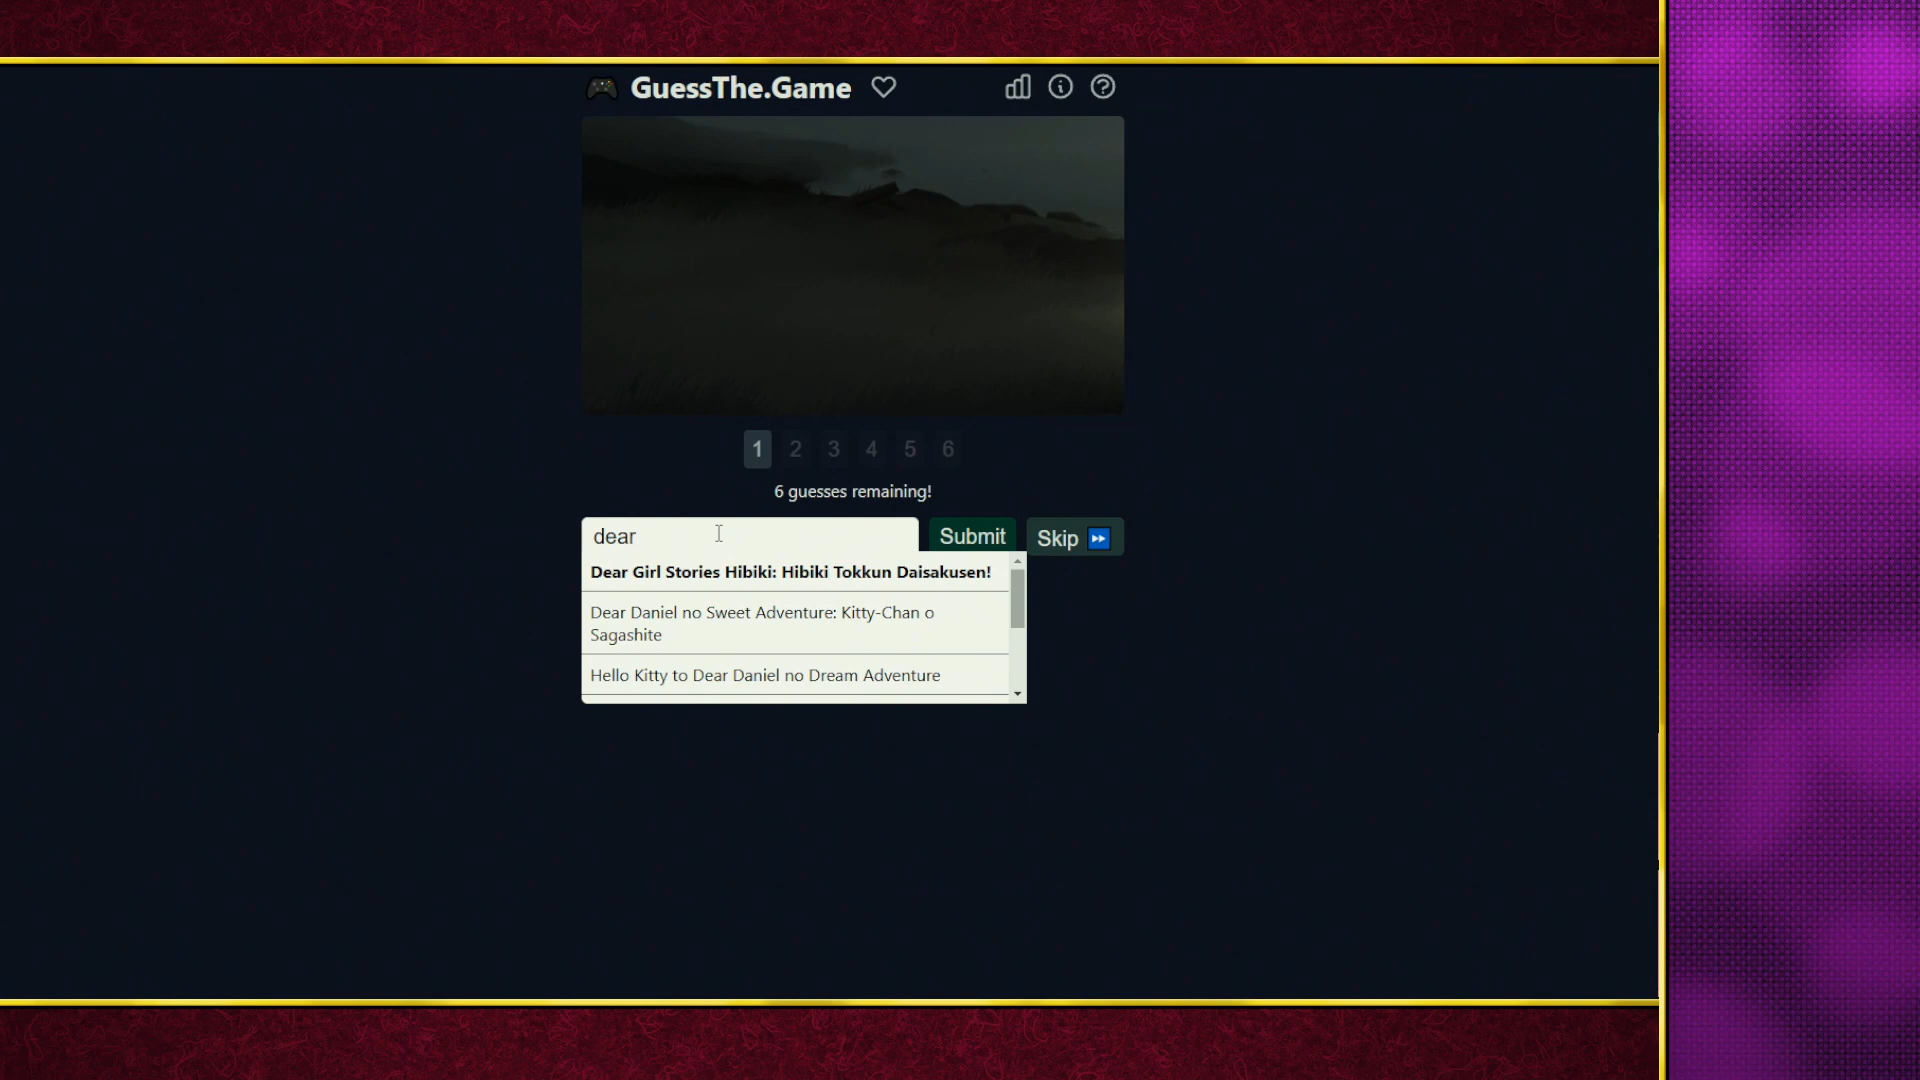 GuessThe.Game
1 2 3 4 5 6
6 guesses remaining!
dear
Submit
Skip
Dear Girl Stories Hibiki: Hibiki Tokkun Daisakusen!
Dear Daniel no Sweet Adventure: Kitty-Chan o
Sagashite
Hello Kitty to Dear Daniel no Dream Adventure